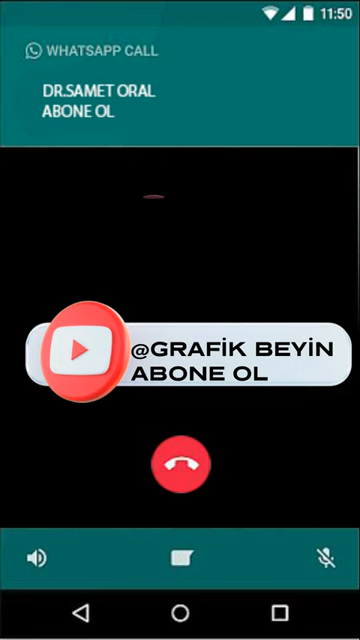 11:50
WHATSAPP CALL
DR.SAMET ORAL
ABONE OL
@GRAFİK BEYİN
ABONE OL